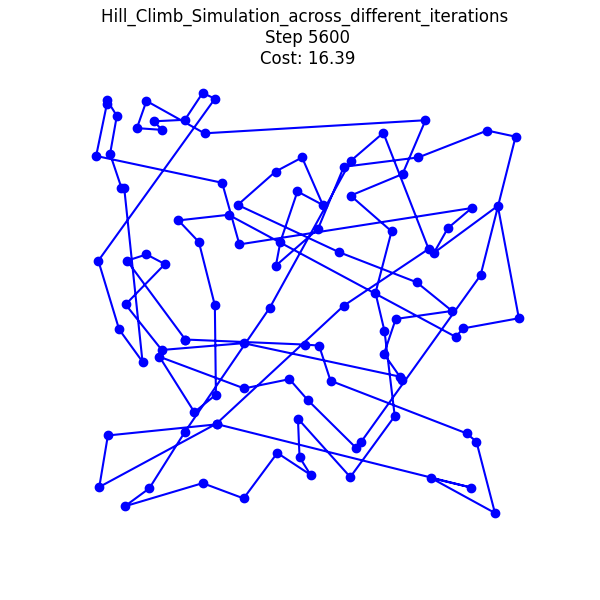 Hill_Climb_Simulation_across_different_iterations
Step 5600
Cost: 16.39